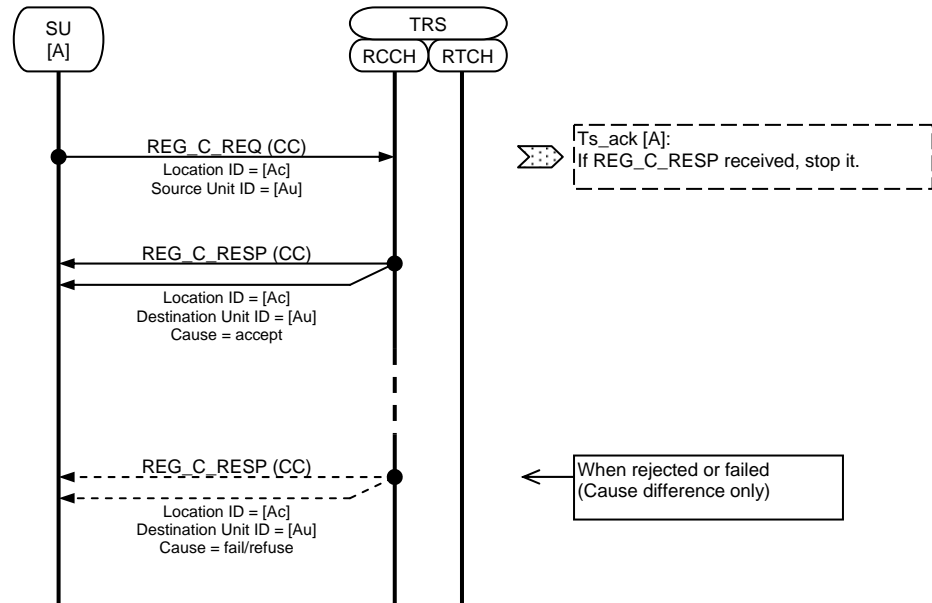 SU
[A]
TRS
RCCH
RTCH
REG_C_REQ (CC)
Location ID = [Ac]
Source Unit ID = [Au]
Ts_ack [A]:
If REG_C_RESP received, stop it.
REG_C_RESP (CC)
Location ID = [Ac]
Destination Unit ID = [Au]
Cause = accept
REG_C_RESP (CC)
Location ID = [Ac]
Destination Unit ID = [Au]
Cause = fail/refuse
When rejected or failed
(Cause difference only)